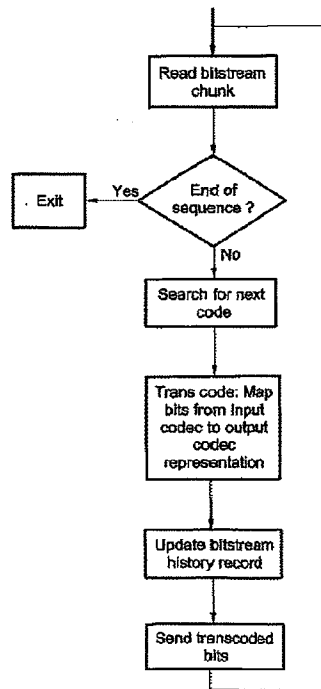 Read bitstream
chunk
End of
sequence ?
Yes
Exit
No
Search for next
code
Trans code: Map
bits from Input
codec to output
codec
representation
Update bitstream
history record
Send transcoded
bits